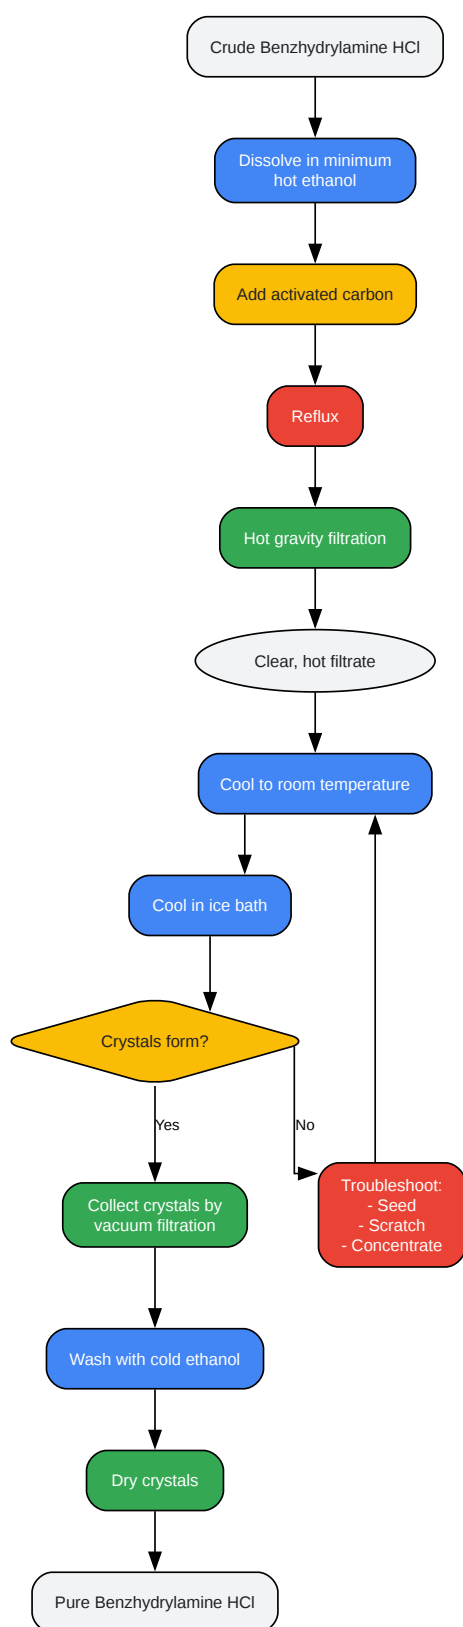 Crude Benzhydrylamine HCl
Dissolve in minimum
hot ethanol
Add activated carbon
Reflux
Hot gravity filtration
Clear, hot filtrate
Cool to room temperature
Cool in ice bath
Crystals form?
Yes
No
Troubleshoot:
- Seed
- Scratch
- Concentrate
Collect crystals by
vacuum filtration
Wash with cold ethanol
Dry crystals
Pure Benzhydrylamine HCl